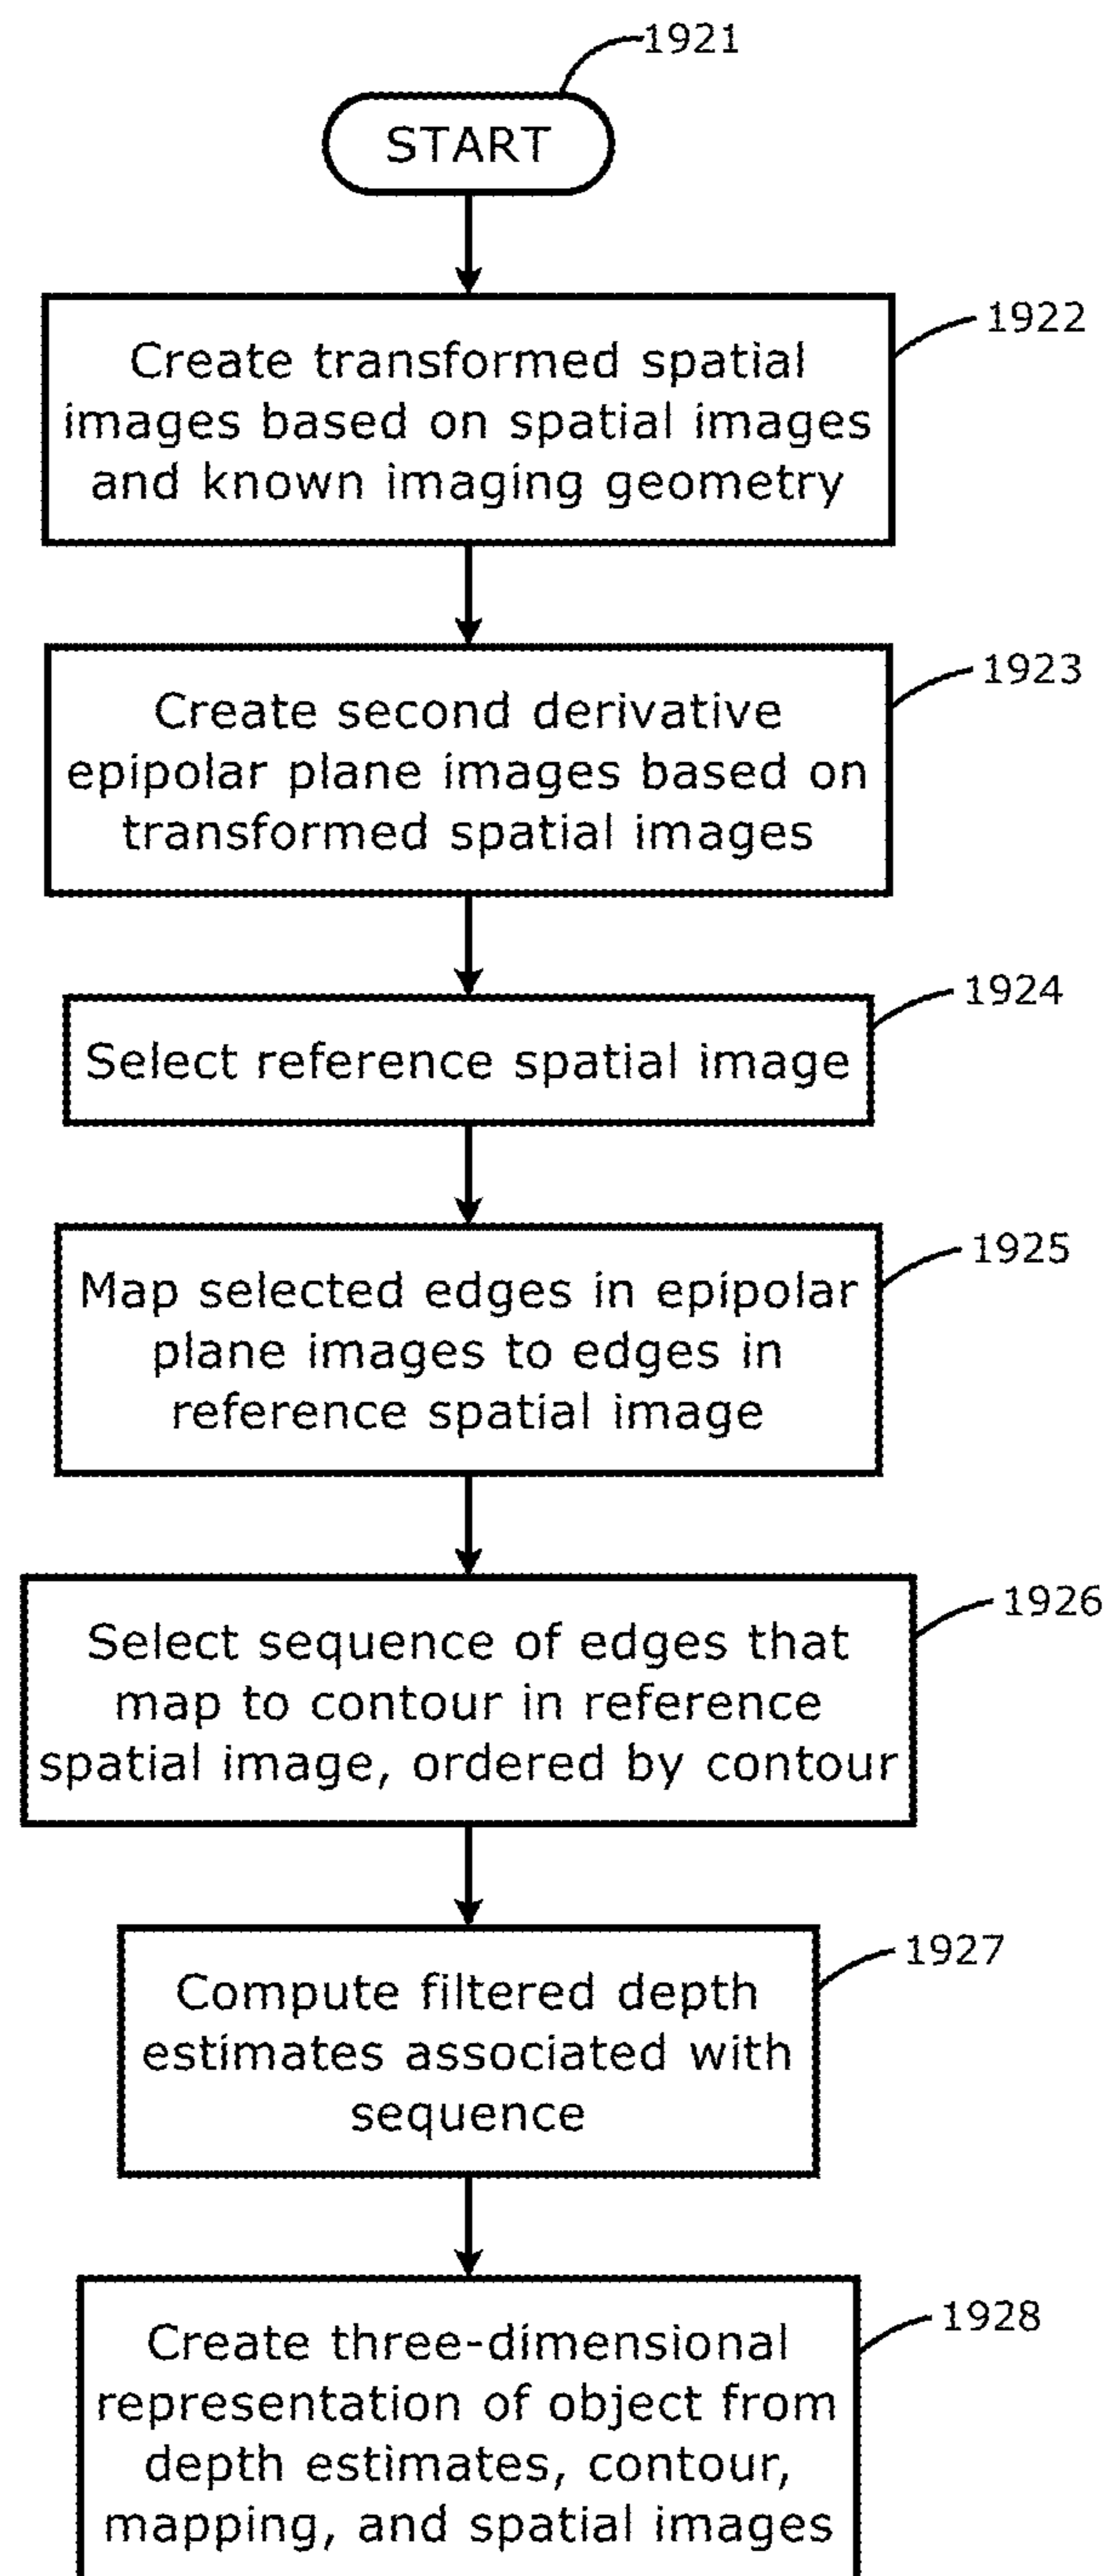 1921
START
1922
Create transformed spatial
images based on spatial images
and known imaging geometry
1923
Create second derivative
epipolar plane images based on
transformed spatial images
1924
Select reference spatial image
1925
Map selected edges in epipolar
plane images to edges in
reference spatial image
1926
Select sequence of edges that
map to contour in reference
spatial image, ordered by contour
1927
Compute filtered depth
estimates associated with
sequence
1928
Create three-dimensional
representation of object from
depth estimates, contour,
mapping, and spatial images